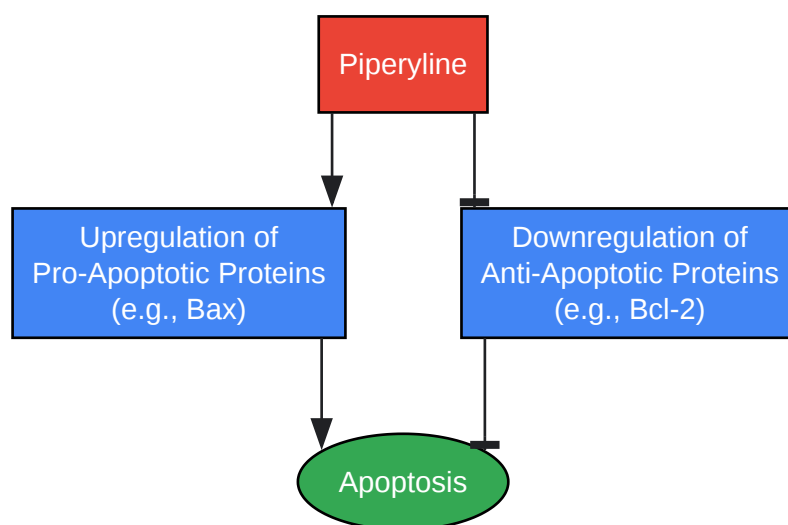 Piperyline
Upregulation of
Pro-Apoptotic Proteins
(e.g., Bax)
Downregulation of
Anti-Apoptotic Proteins
(e.g., Bcl-2)
Apoptosis